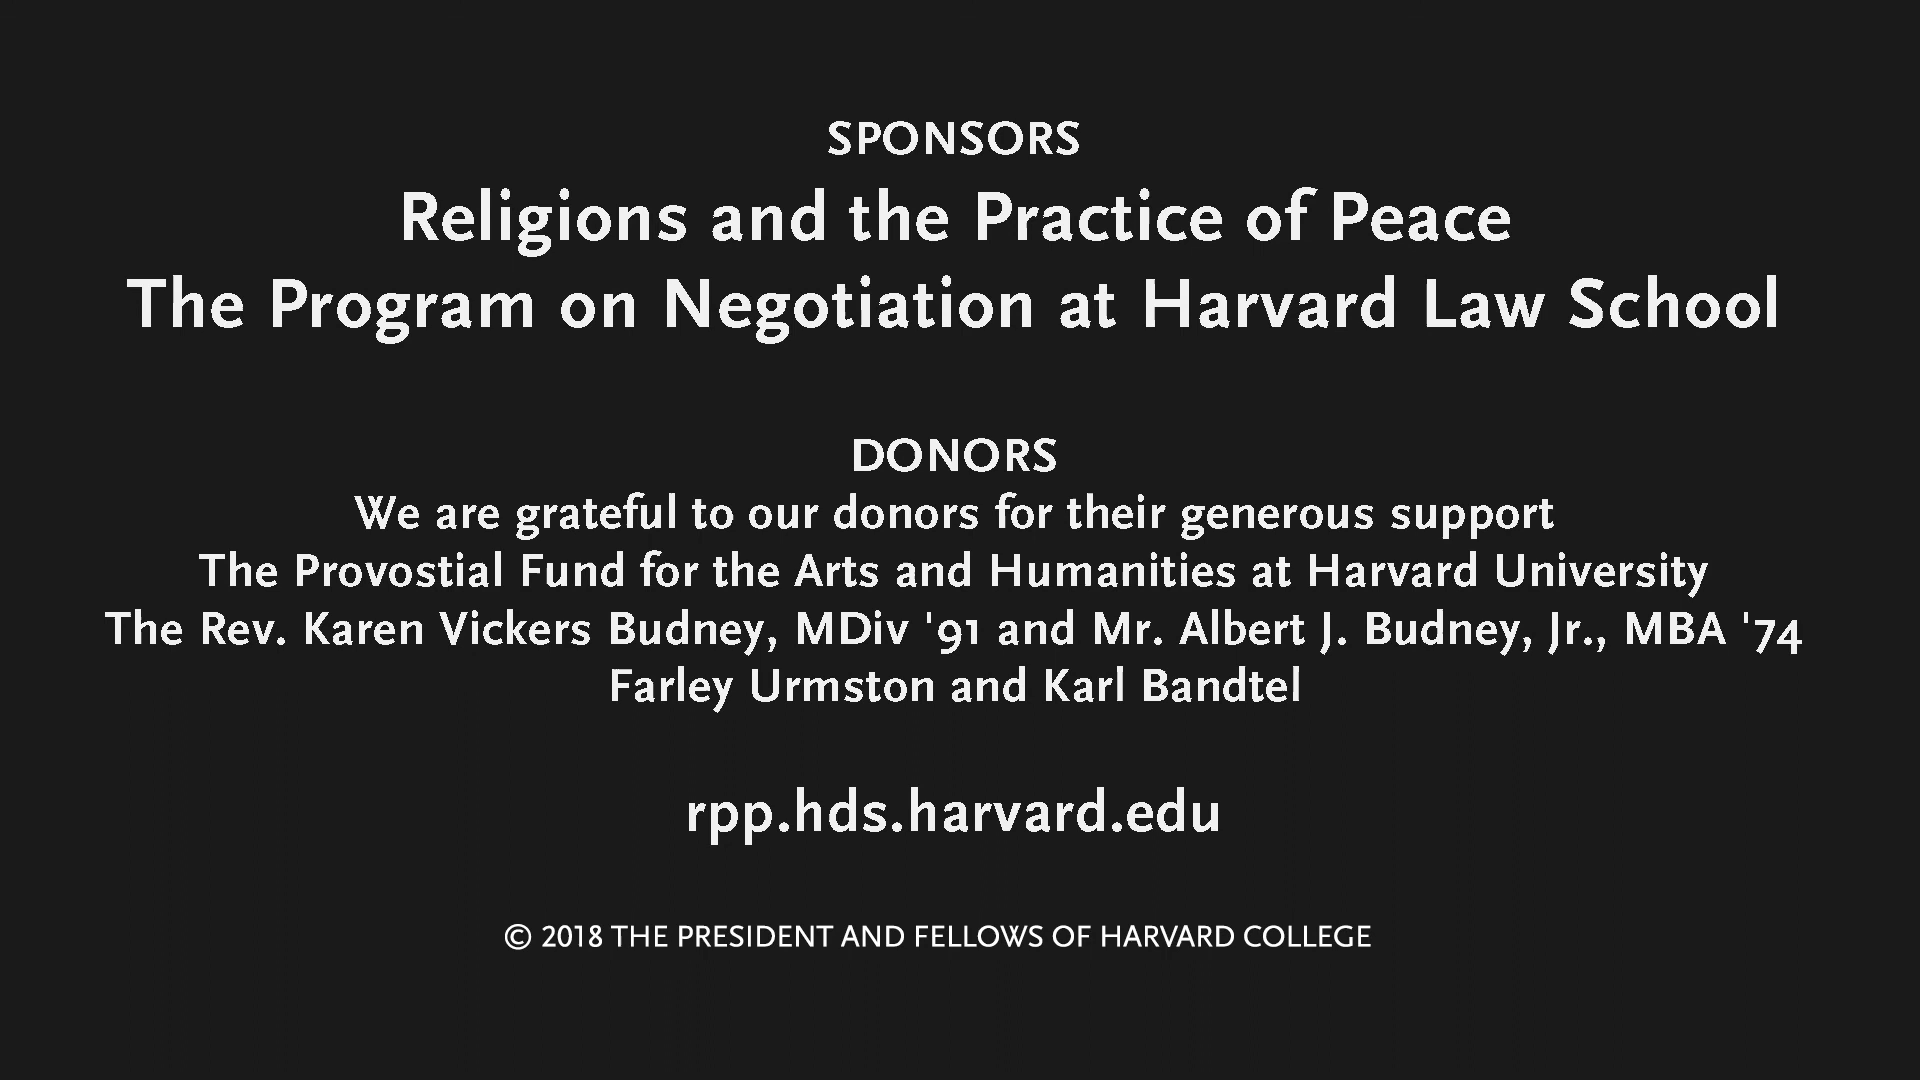 SPONSORS
Religions and the Practice of Peace
The Program on Negotiation at Harvard Law School
DONORS
We are grateful to our donors for their generous support
The Provostial Fund for the Arts and Humanities at Harvard University
The Rev. Karen Vickers Budney, MDiv '91 and Mr. Albert J. Budney, Jr., MBA '74
Farley Urmston and Karl Bandtel
rpp.hds.harvard.edu
© 2018 THE PRESIDENT AND FELLOWS OF HARVARD COLLEGE